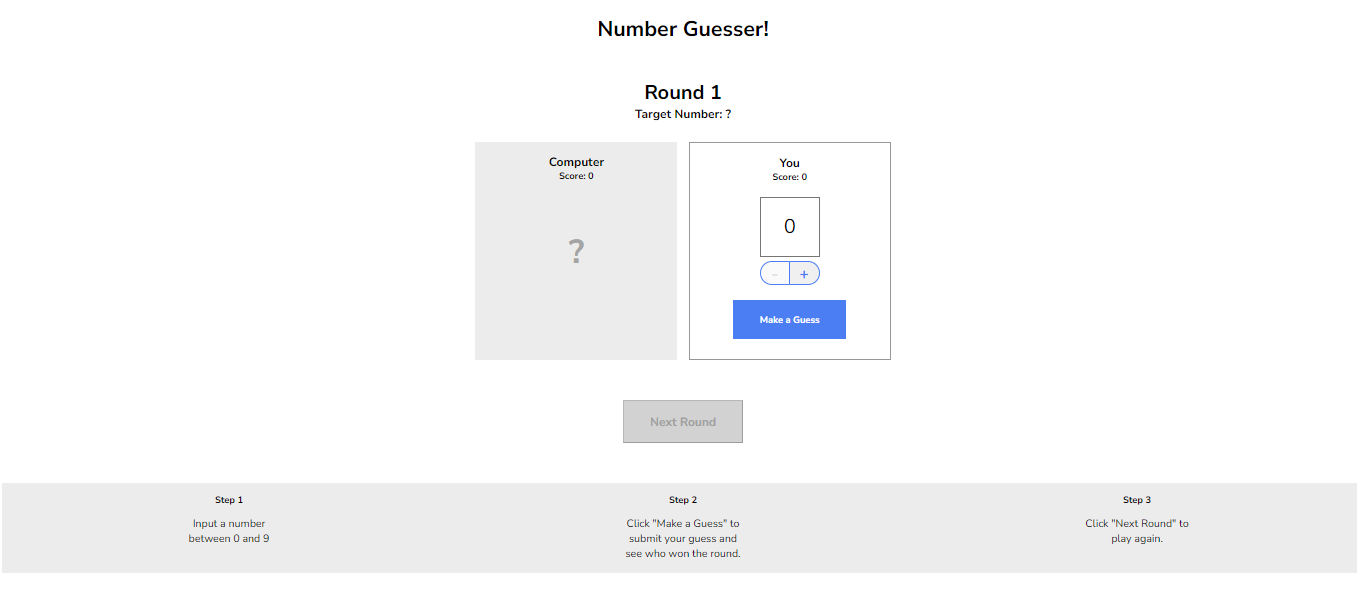 Number Guesser!
Round 1
Target Number: ?
Computer
Score: 0
?
You
Score: 0
0
- +
Make a Guess
Next Round
Step 1
Input a number
between 0 and 9
Step 2
Click "Make a Guess" to
submit your guess and
see who won the round.
Step 3
Click "Next Round" to
play again.